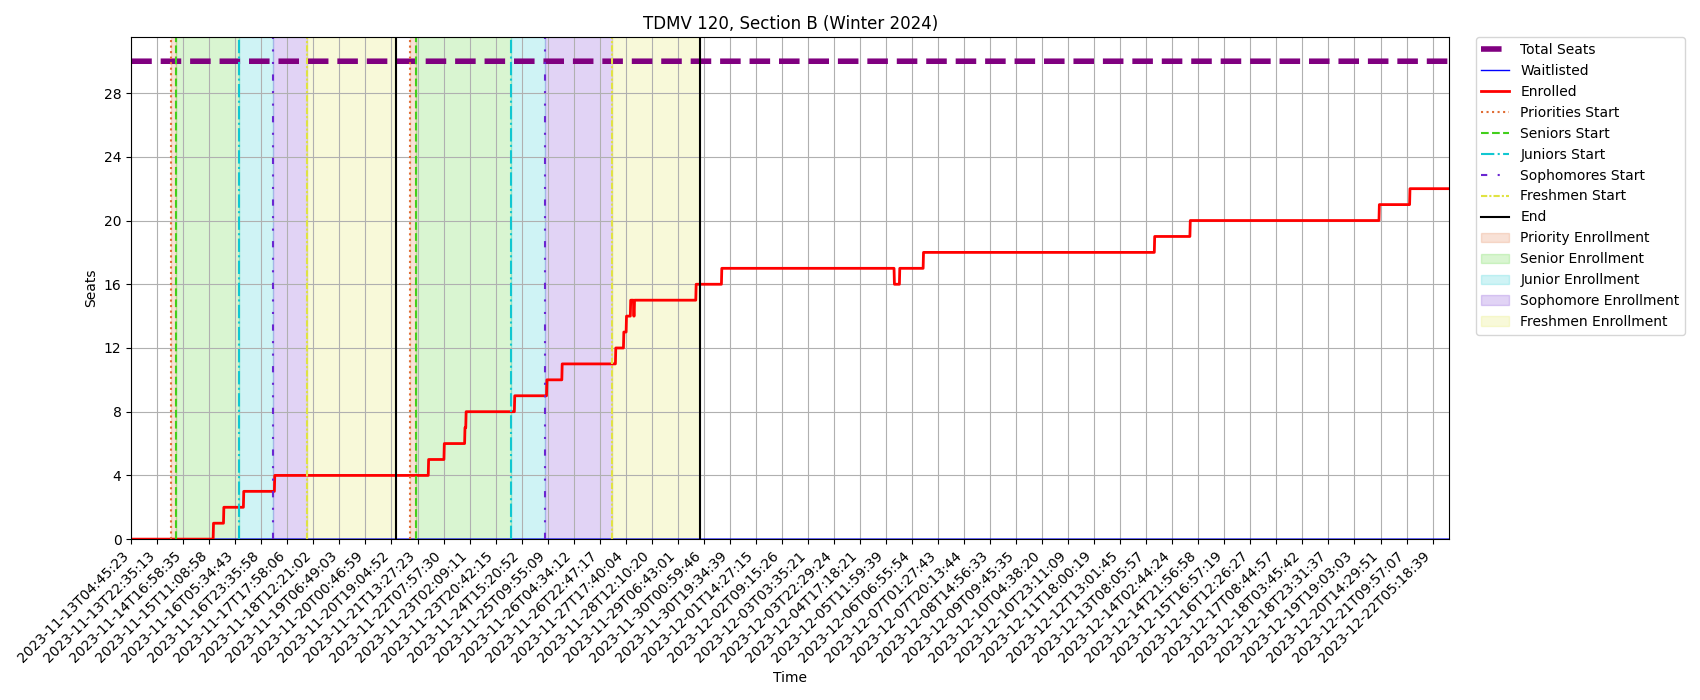 TDMV 120, Section B (Winter 2024)
Seats
28
24
20
16
12
8
4
0
2023-11-13T04:45:23
2023-11-13T22:35:13
2023-11-14T16:58:35
2023-11-15T11:08:58
2023-11-16T05:34:43
2023-11-16T23:35:58
2023-11-17T17:58:06
2023-11-18T12:21:02
2023-11-19T06:49:03
2023-11-20T00:46:59
2023-11-20T19:04:52
2023-11-21T13:27:23
2023-11-22T07:57:30
2023-11-23T02:09:11
2023-11-23T20:42:15
2023-11-24T15:20:52
2023-11-25T09:55:09
2023-11-26T04:34:12
2023-11-26T22:47:17
2023-11-27T17:40:04
2023-11-28T12:10:20
2023-11-29T06:43:01
2023-11-30T00:59:46
2023-11-30T19:34:39
2023-12-01T14:27:15
2023-12-02T09:15:26
2023-12-03T03:35:21
2023-12-03T22:29:24
2023-12-04T17:18:21
2023-12-05T11:59:39
2023-12-06T06:55:54
2023-12-07T01:27:43
2023-12-07T20:13:44
2023-12-08T14:56:33
2023-12-09T09:45:35
2023-12-10T04:38:20
2023-12-10T23:11:09
2023-12-11T18:00:19
2023-12-12T13:01:45
2023-12-13T08:05:57
2023-12-14T02:44:24
2023-12-14T21:56:58
2023-12-15T16:57:19
2023-12-16T12:26:27
2023-12-17T08:44:57
2023-12-18T03:45:42
2023-12-18T23:31:37
2023-12-19T19:03:03
2023-12-20T14:29:51
2023-12-21T09:57:07
2023-12-22T05:18:39
Time
Total Seats
Waitlisted
Enrolled
Priorities Start
Seniors Start
Juniors Start
Sophomores Start
Freshmen Start
End
Priority Enrollment
Senior Enrollment
Junior Enrollment
Sophomore Enrollment
Freshmen Enrollment